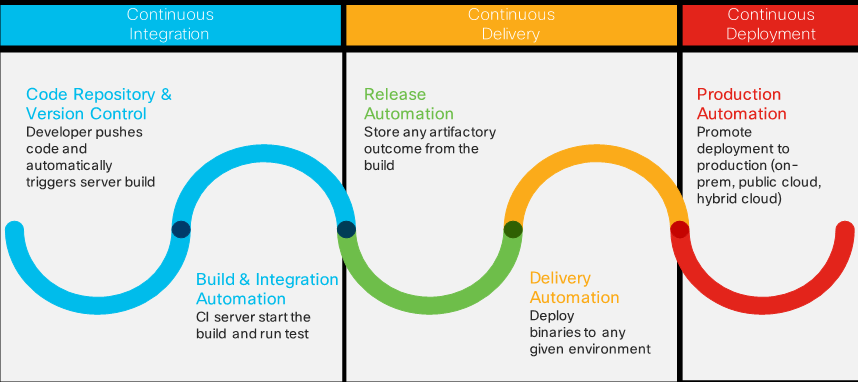 Continuous
Integration
Continuous
Delivery
Continuous
Deployment
Code Repository &
Version Control
Developer pushes
code and
automatically
triggers server build
Build & Integration
Automation
CI server start the
build and run test
Release
Automation
Store any artifactory
outcome from the
build
Delivery
Automation
Deploy
binaries to any
given environment
Production
Automation
Promote
deployment to
production (on-
prem, public cloud,
hybrid cloud)